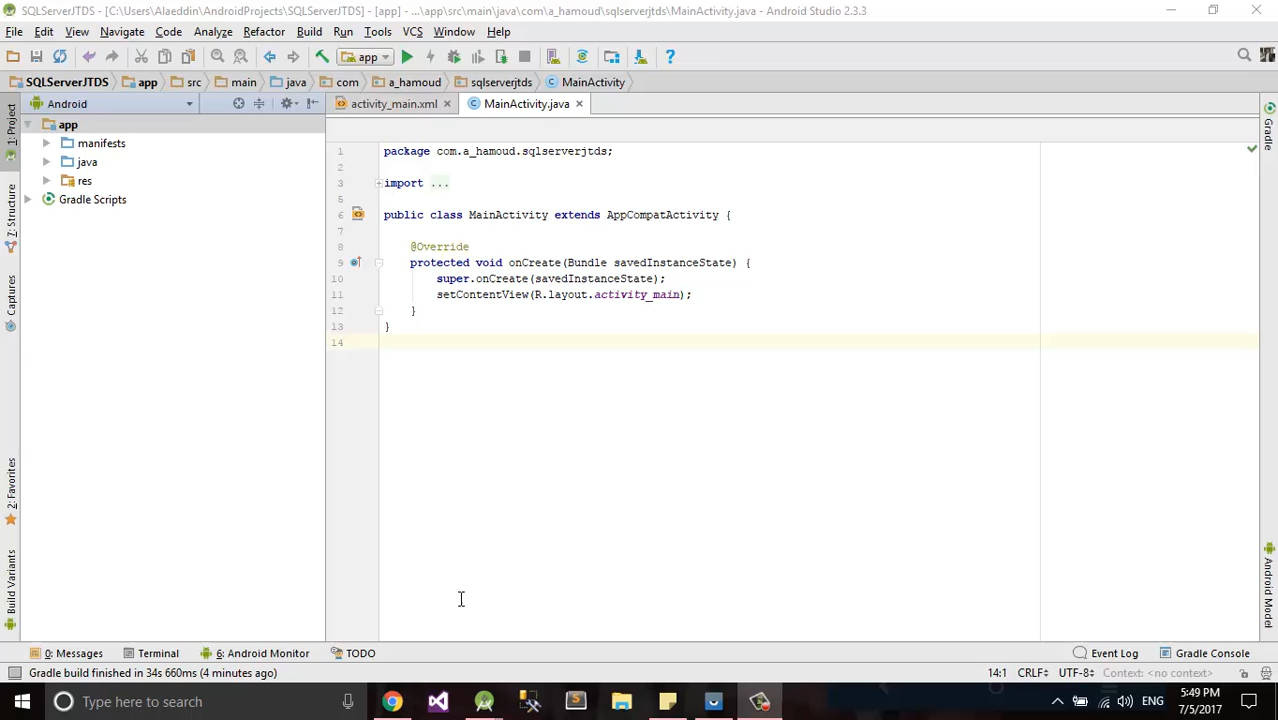 SQLServerJTDS - [C:\Users\Alaeddin\AndroidProjects\SQLServerJTDS] - [app] - ...\app\src\main\java\com\a_hamoud\sqlserverjtds\MainActivity.java - Android Studio 2.3.3
File Edit View Navigate Code Analyze Refactor Build Run Tools VCS Window Help
app
SQLServerJTDS app src main java com a_hamoud sqlserverjtds MainActivity
Android activity_main.xml MainActivity.java
1: Project
7: Structure
Captures
2: Favorites
Build Variants
app
manifests
java
res
Gradle Scripts
1 package com.a_hamoud.sqlserverjtds;
2
3 import ...
5
6 public class MainActivity extends AppCompatActivity {
7
8 @Override
9 protected void onCreate(Bundle savedInstanceState) {
10 super.onCreate(savedInstanceState);
11 setContentView(R.layout.activity_main);
12 }
13 }
14
Gradle
Android Model
0: Messages Terminal 6: Android Monitor TODO Event Log Gradle Console
Gradle build finished in 34s 660ms (4 minutes ago) 14:1 CRLF UTF-8 Context: <no context>
Type here to search ENG 5:49 PM
7/5/2017